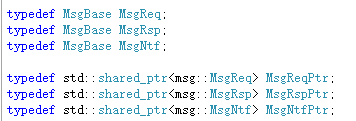 typedef MsgBase MsgReq;
typedef MsgBase MsgRsp;
typedef MsgBase MsgNtf;
typedef std::shared_ptr<msg::MsgReq> MsgReqPtr;
typedef std::shared_ptr<msg::MsgRsp> MsgRspPtr;
typedef std::shared_ptr<msg::MsgNtf> MsgNtfPtr;